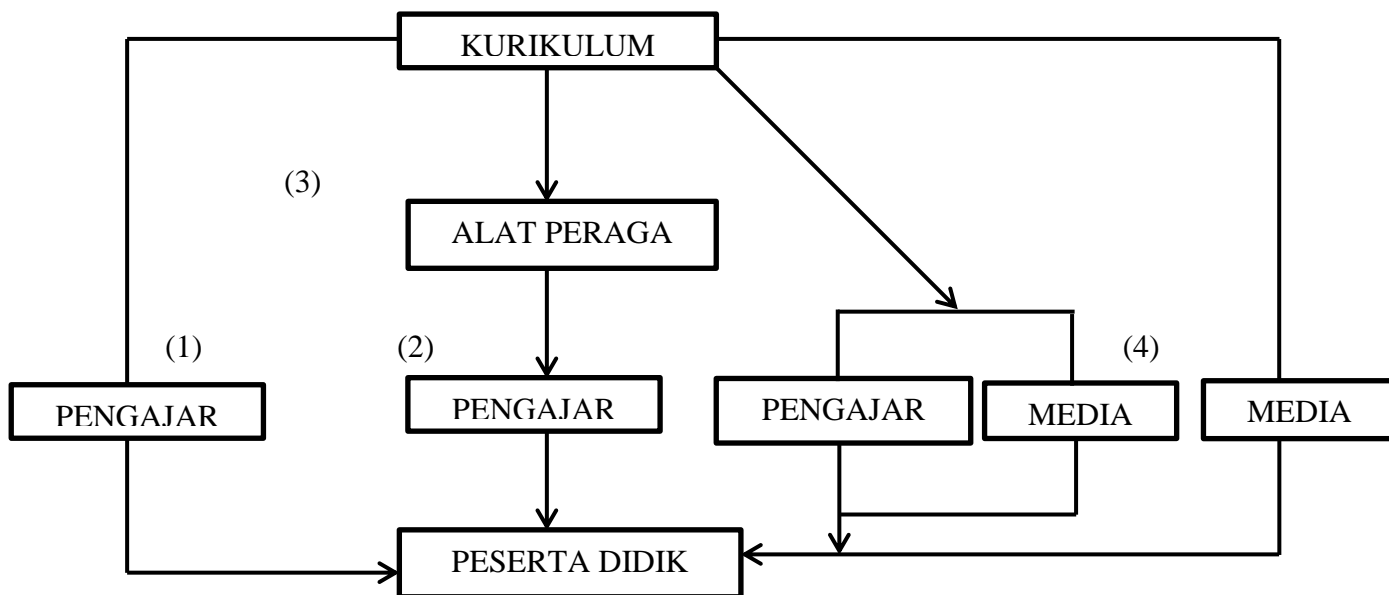 KURIKULUM
(3)
ALAT PERAGA
(1)
(2)
(4)
PENGAJAR
PENGAJAR
PENGAJAR
MEDIA
MEDIA
PESERTA DIDIK